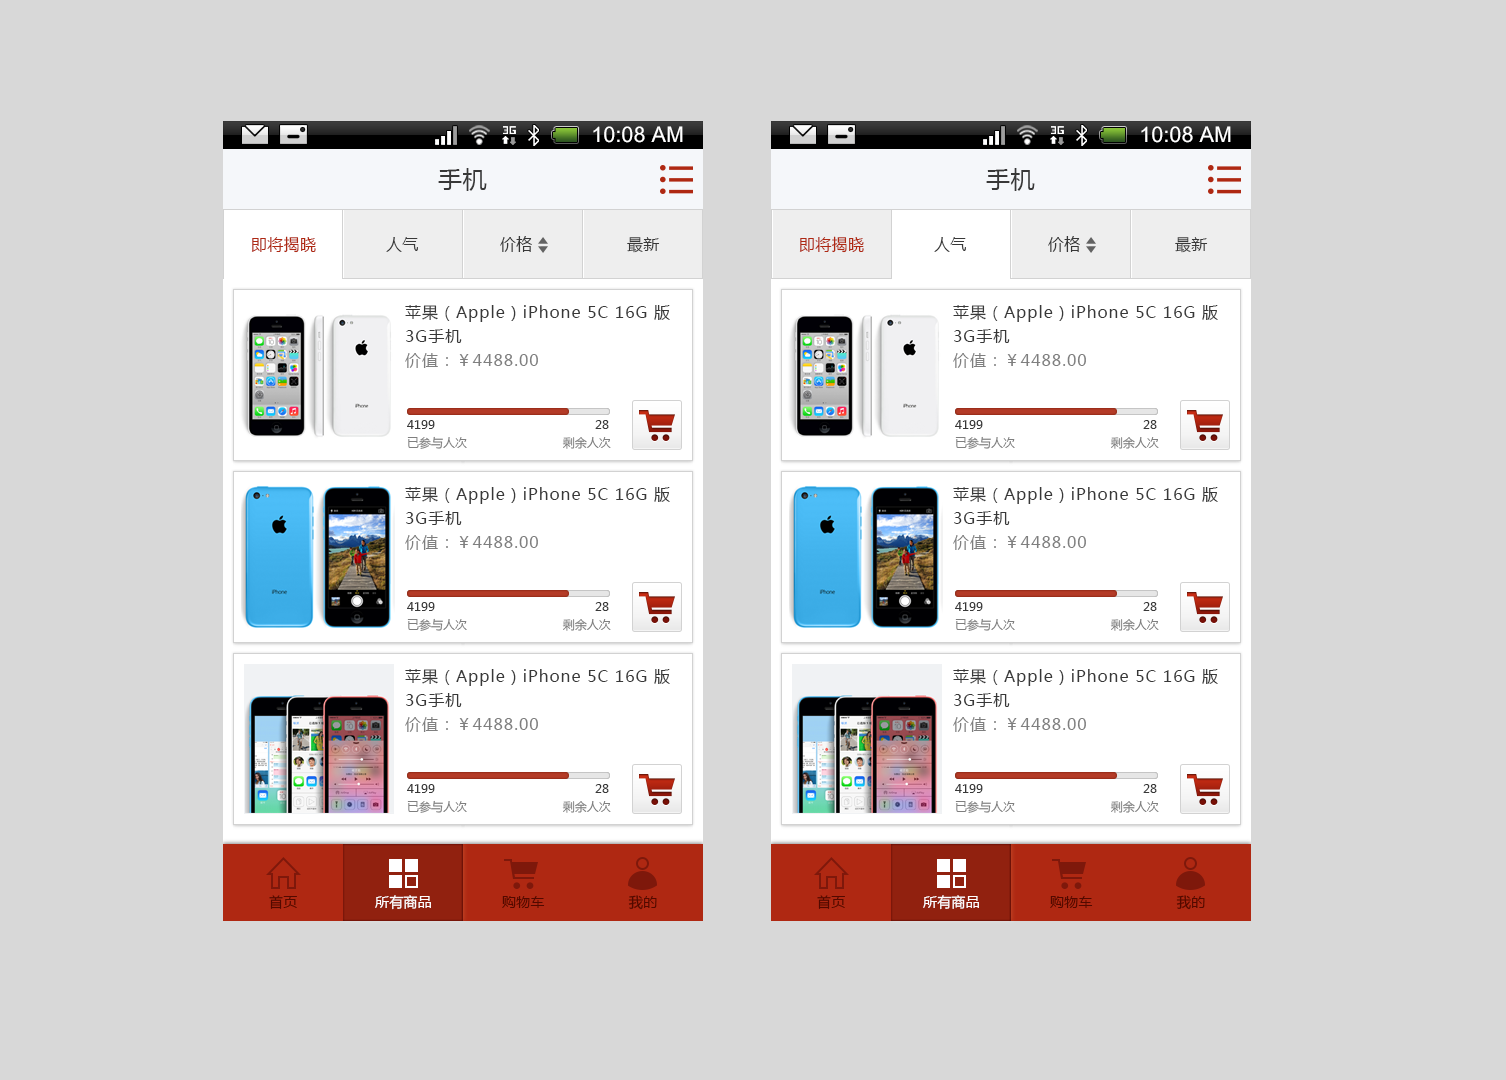 10:08 AM
手机
即将揭晓
人气
价格
最新
苹果（Apple）iPhone 5C 16G 版
3G手机
价值：￥4488.00
4199
28
已参与人次
剩余人次
苹果（Apple）iPhone 5C 16G 版
3G手机
价值：￥4488.00
4199
28
已参与人次
剩余人次
苹果（Apple）iPhone 5C 16G 版
3G手机
价值：￥4488.00
4199
28
已参与人次
剩余人次
首页
所有商品
购物车
我的
10:08 AM
手机
即将揭晓
人气
价格
最新
苹果（Apple）iPhone 5C 16G 版
3G手机
价值：￥4488.00
4199
28
已参与人次
剩余人次
苹果（Apple）iPhone 5C 16G 版
3G手机
价值：￥4488.00
4199
28
已参与人次
剩余人次
苹果（Apple）iPhone 5C 16G 版
3G手机
价值：￥4488.00
4199
28
已参与人次
剩余人次
首页
所有商品
购物车
我的